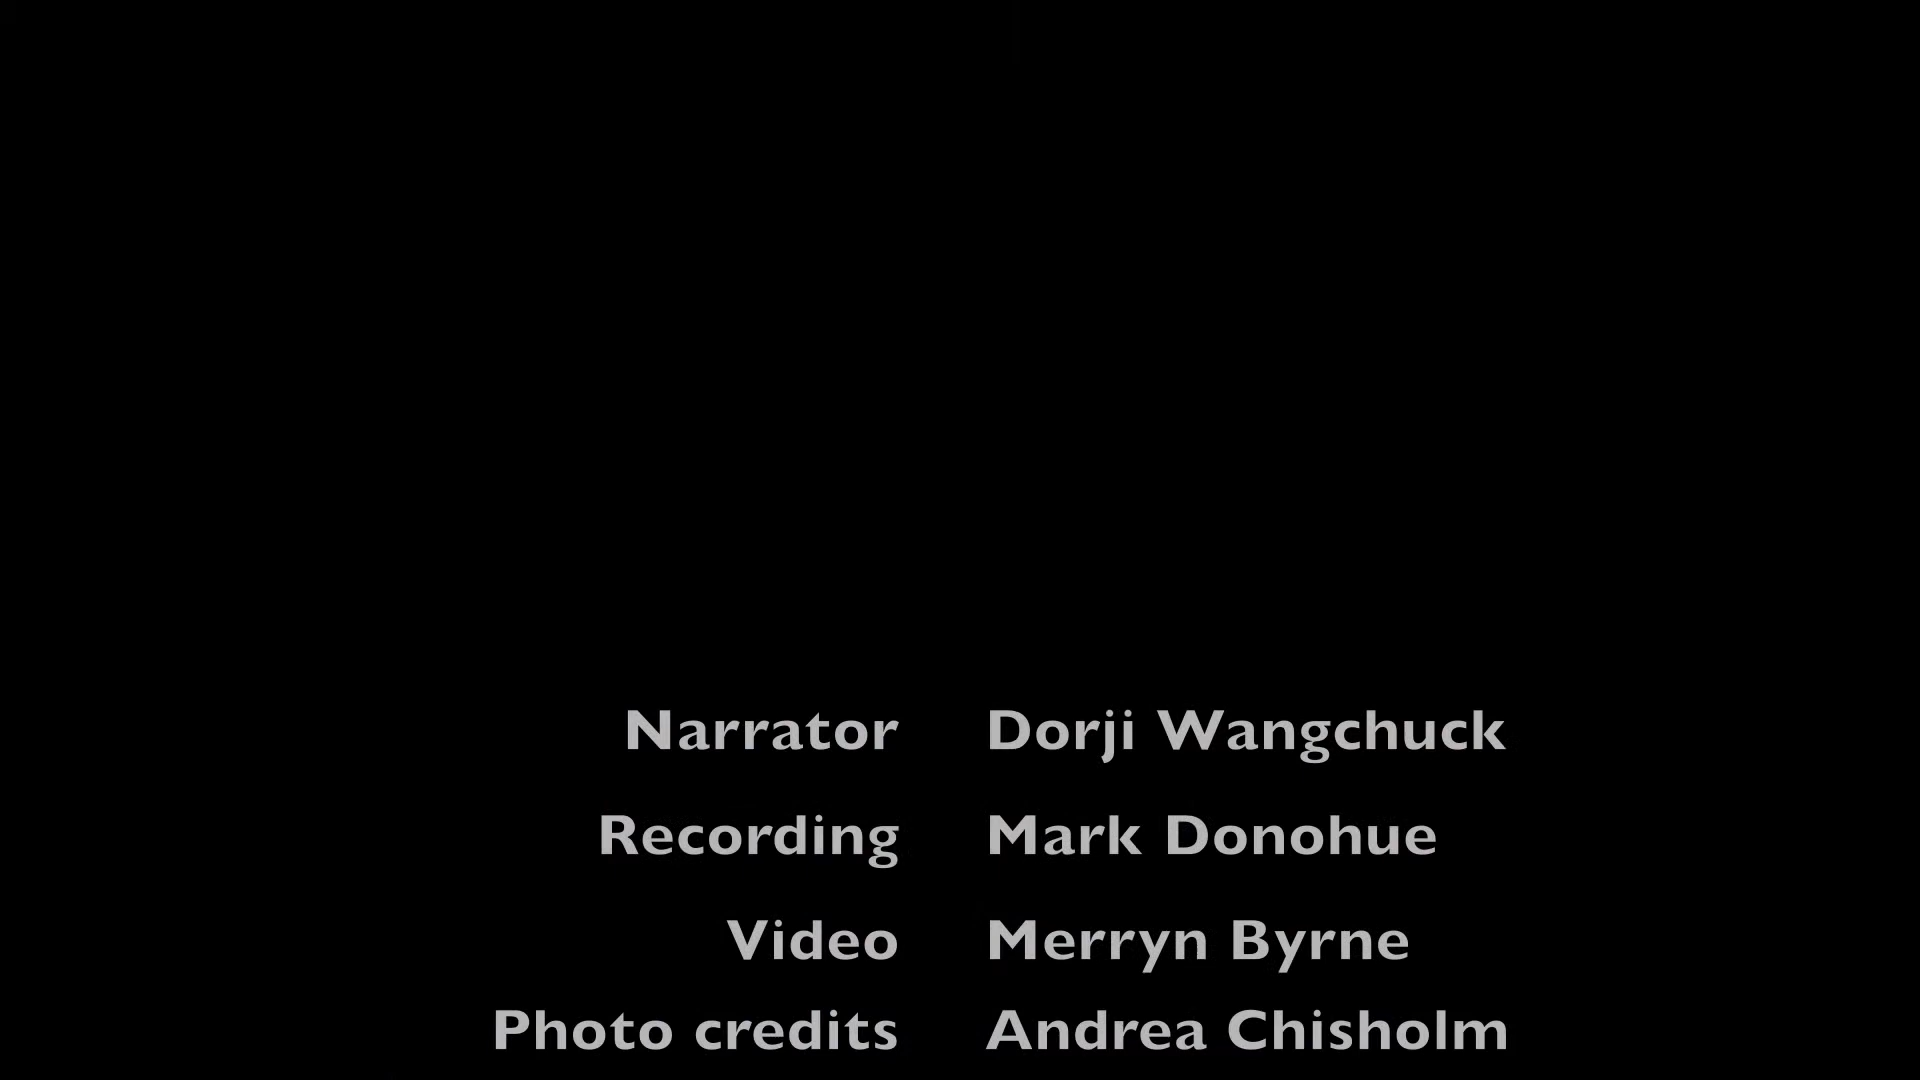 Narrator Dorji Wangchuck
Recording Mark Donohue
Video Merryn Byrne
Photo credits Andrea Chisholm